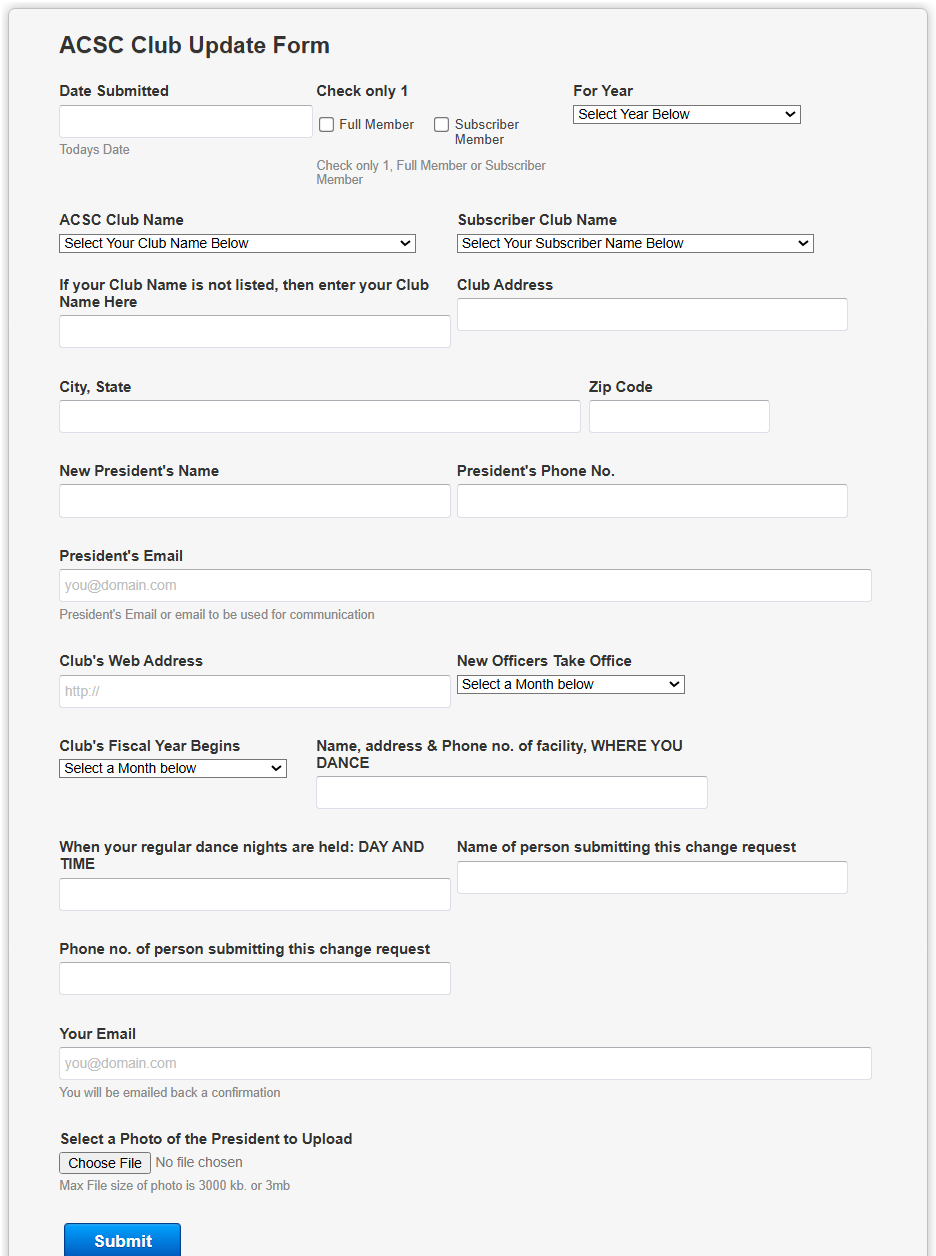 ACSC Club Update Form
Date Submitted
Todays Date
Check only 1
Full Member
Subscriber
Member
Check only 1, Full Member or Subscriber
Member
For Year
Select Year Below
ACSC Club Name
Select Your Club Name Below
Subscriber Club Name
Select Your Subscriber Name Below
If your Club Name is not listed, then enter your Club
Name Here
Club Address
City, State
Zip Code
New President's Name
President's Phone No.
President's Email
you@domain.com
President's Email or email to be used for communication
Club's Web Address
http://
New Officers Take Office
Select a Month below
Club's Fiscal Year Begins
Select a Month below
Name, address & Phone no. of facility, WHERE YOU
DANCE
When your regular dance nights are held: DAY AND
TIME
Name of person submitting this change request
Phone no. of person submitting this change request
Your Email
you@domain.com
You will be emailed back a confirmation
Select a Photo of the President to Upload
Choose File No file chosen
Max File size of photo is 3000 kb. or 3mb
Submit